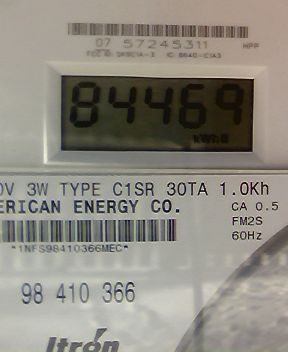 07 57245311 HPP
84469
0V 3W TYPE C1SR 30TA 1.0Kh
ERICAN ENERGY CO. CA 0.5
FM2S
60Hz
*1NFS98410366MEC*
98 410 366
Itron